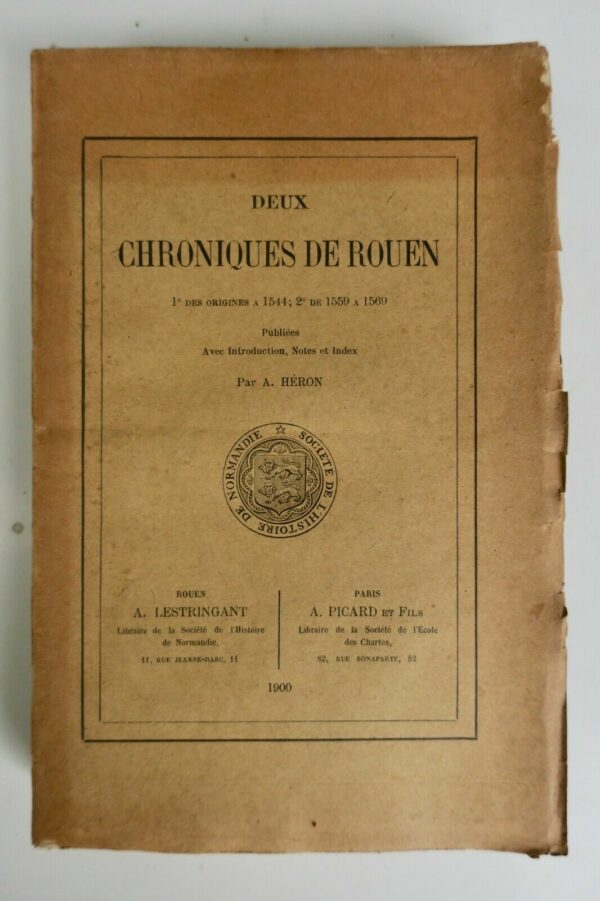 DEUX
CHRONIQUES DE ROUEN
1º DES ORIGINES A 1544; 2º DE 1559 A 1569
Publiées
Avec Introduction, Notes et Index
Par A. HÉRON
SOCIÉTÉ DE L'HISTOIRE DE NORMANDIE
ROUEN
A. LESTRINGANT
Libraire de la Société de l'Histoire
de Normandie,
11, RUE JEANNE-DARC, 11
PARIS
A. PICARD ET FILS
Libraire de la Société de l'École
des Chartes,
82, RUE BONAPARTE, 82
1900